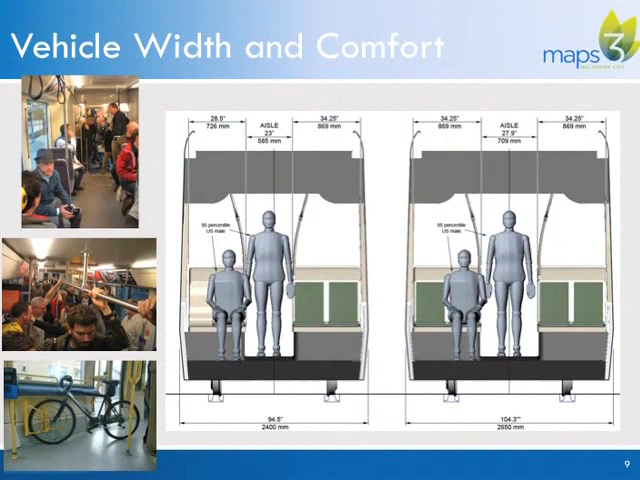 Vehicle Width and Comfort
maps 3
OKLAHOMA CITY
28.5"
726 mm
AISLE
23"
585 mm
34.25"
869 mm
34.25"
869 mm
AISLE
27.9"
709 mm
34.25"
869 mm
95 percentile
US male
95 percentile
US male
94.5"
2400 mm
104.3""
2650 mm
9